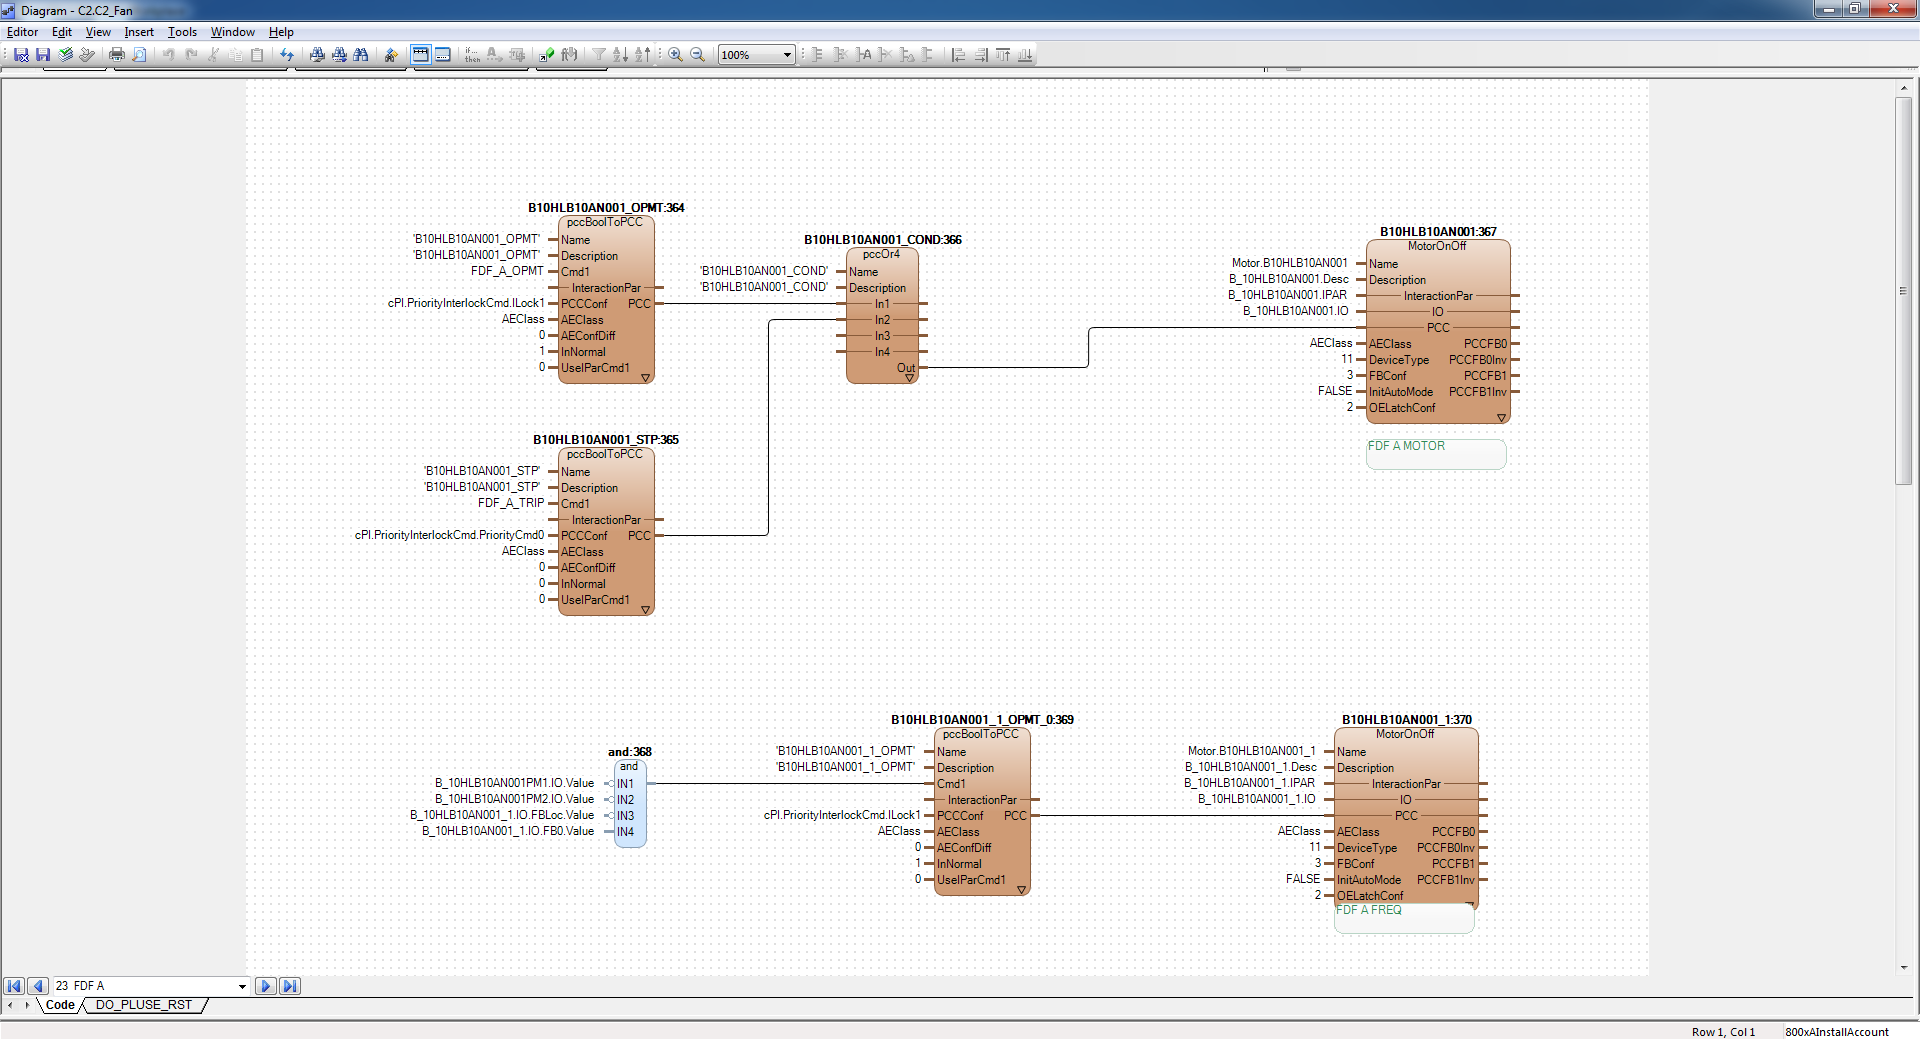 Diagram - C2.C2_Fan
Editor Edit View Insert Tools Window Help
if...
then
100%
B10HLB10AN001_OPMT:364
pccBoolToPCC
'B10HLB10AN001_OPMT' Name
'B10HLB10AN001_OPMT' Description
FDF_A_OPMT Cmd1
InteractionPar
cPI.PriorityInterlockCmd.ILock1 PCCConf PCC
AEClass AEClass
0 AEConfDiff
1 InNormal
0 UseIParCmd1
B10HLB10AN001_COND:366
pccOr4
'B10HLB10AN001_COND' Name
'B10HLB10AN001_COND' Description
In1
In2
In3
In4
Out
B10HLB10AN001:367
MotorOnOff
Motor.B10HLB10AN001 Name
B_10HLB10AN001.Desc Description
B_10HLB10AN001.IPAR InteractionPar
B_10HLB10AN001.IO IO
PCC
AEClass AEClass PCCFB0
11 DeviceType PCCFB0Inv
3 FBConf PCCFB1
FALSE InitAutoMode PCCFB1Inv
2 OELatchConf
FDF A MOTOR
B10HLB10AN001_STP:365
pccBoolToPCC
'B10HLB10AN001_STP' Name
'B10HLB10AN001_STP' Description
FDF_A_TRIP Cmd1
InteractionPar
cPI.PriorityInterlockCmd.PriorityCmd0 PCCConf PCC
AEClass AEClass
0 AEConfDiff
0 InNormal
0 UseIParCmd1
and:368
and
B_10HLB10AN001PM1.IO.Value IN1
B_10HLB10AN001PM2.IO.Value IN2
B_10HLB10AN001_1.IO.FBLoc.Value IN3
B_10HLB10AN001_1.IO.FB0.Value IN4
B10HLB10AN001_1_OPMT_0:369
pccBoolToPCC
'B10HLB10AN001_1_OPMT' Name
'B10HLB10AN001_1_OPMT' Description
Cmd1
InteractionPar
cPI.PriorityInterlockCmd.ILock1 PCCConf PCC
AEClass AEClass
0 AEConfDiff
1 InNormal
0 UseIParCmd1
B10HLB10AN001_1:370
MotorOnOff
Motor.B10HLB10AN001_1 Name
B_10HLB10AN001_1.Desc Description
B_10HLB10AN001_1.IPAR InteractionPar
B_10HLB10AN001_1.IO IO
PCC
AEClass AEClass PCCFB0
11 DeviceType PCCFB0Inv
3 FBConf PCCFB1
FALSE InitAutoMode PCCFB1Inv
2 OELatchConf
FDF A FREQ
23 FDF A
Code DO_PLUSE_RST
Row 1, Col 1 800xAInstallAccount